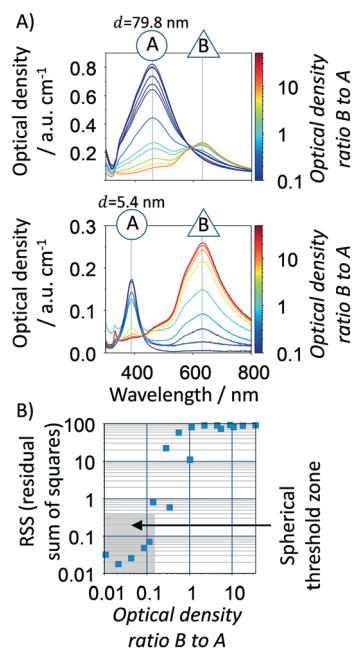 A)
d=79.8 nm
A
B
Optical density
/ a.u. cm⁻¹
0.8
0.6
0.4
0.2
10
1
0.1
Optical density
ratio B to A
d=5.4 nm
A
B
Optical density
/ a.u. cm⁻¹
0.3
0.2
0.1
0.0
10
1
0.1
Optical density
ratio B to A
400 600 800
Wavelength / nm
B)
RSS (residual
sum of squares)
100
10
1
0.1
0.01
0.01 0.1 1 10
Optical density
ratio B to A
Spherical
threshold zone